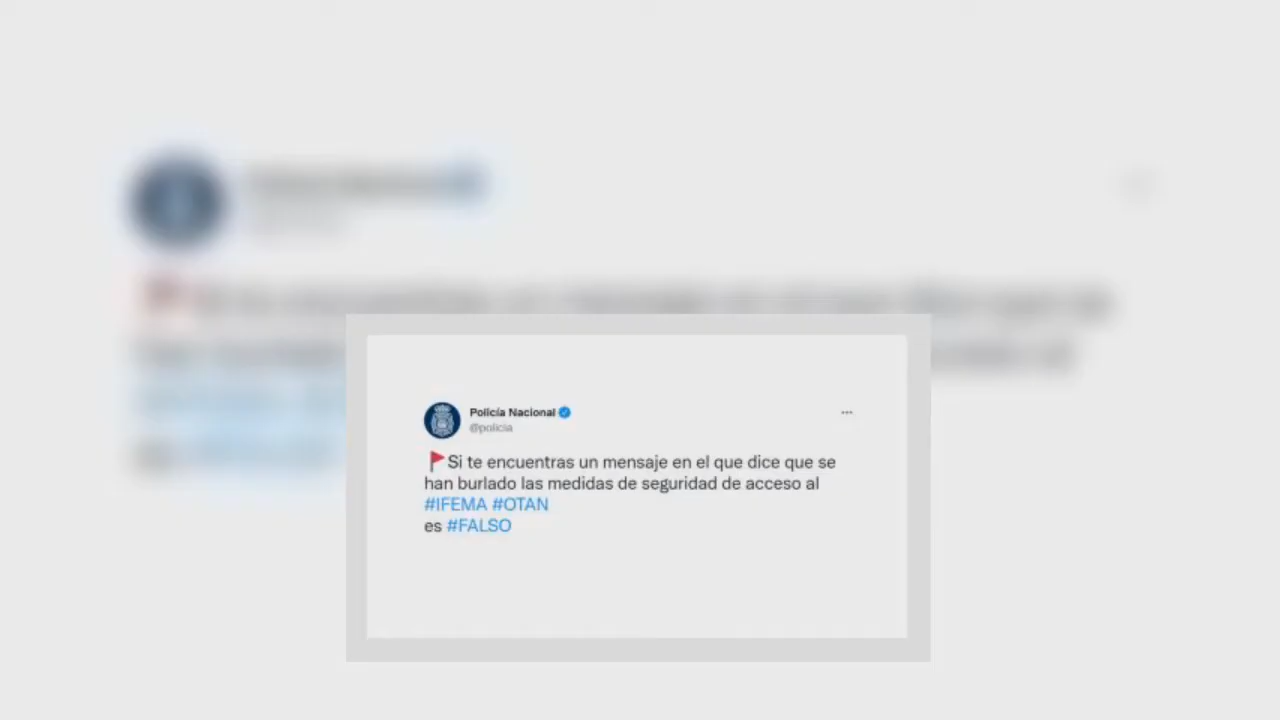 Policía Nacional
@policia
🚩Si te encuentras un mensaje en el que dice que se
han burlado las medidas de seguridad de acceso al
#IFEMA #OTAN
es #FALSO